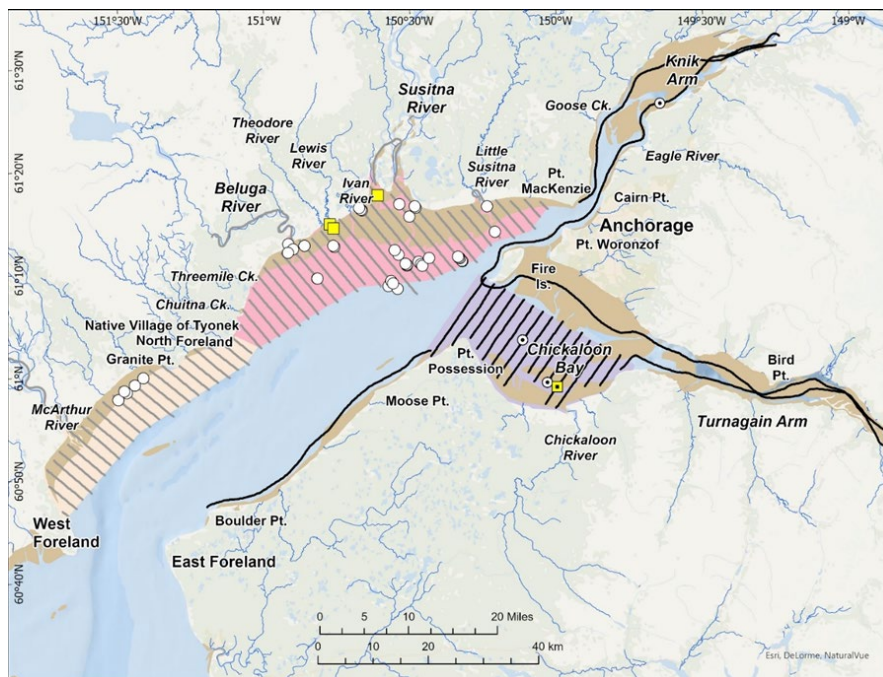 151.30'W
151°W
150°30'W
150°W
149°30'W
149°W
61°30'N
61°20'N
61°10'N
61°N
60°50'N
60°40'N
Knik
Arm
Susitna
River
Goose Ck.
Theodore
River
Lewis
River
Little
Susitna
River
Eagle River
Pt.
MacKenzie
Ivan
River
Beluga
River
Cairn Pt.
Anchorage
Pt. Woronzof
Fire
Is.
Threemile Ck.
Chuitna Ck.
Native Village of Tyonek
North Foreland
Granite Pt.
Chickaloon
Bay
Pt.
Possession
Bird
Pt.
McArthur
River
Moose Pt.
Turnagain Arm
Chickaloon
River
West
Foreland
Boulder Pt.
East Foreland
0 5 10 20 Miles
0 10 20 40 km
Esri, DeLorme, NaturalVue